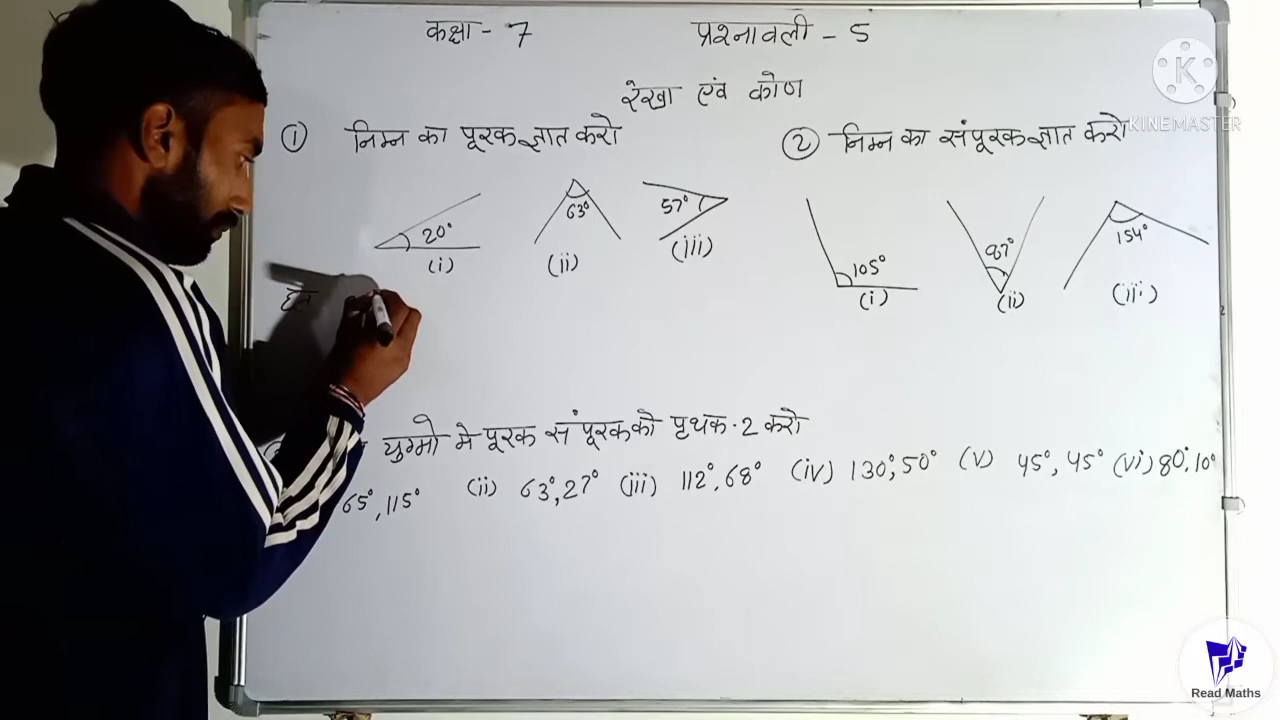 कक्षा - 7 प्रश्नावली - 5
रेखा एवं कोण
① निम्न का पूरक ज्ञात करो
20° 63° 57°
(i) (ii) (iii)
② निम्न का संपूरक ज्ञात करो
105° 87° 154°
(i) (ii) (iii)
युग्मो मे पूरक संपूरक को पृथक-2 करो
65°, 115° (ii) 63°, 27° (iii) 112°, 68° (iv) 130°, 50° (v) 45°, 45° (vi) 80°, 10°
KINEMASTER
Read Maths